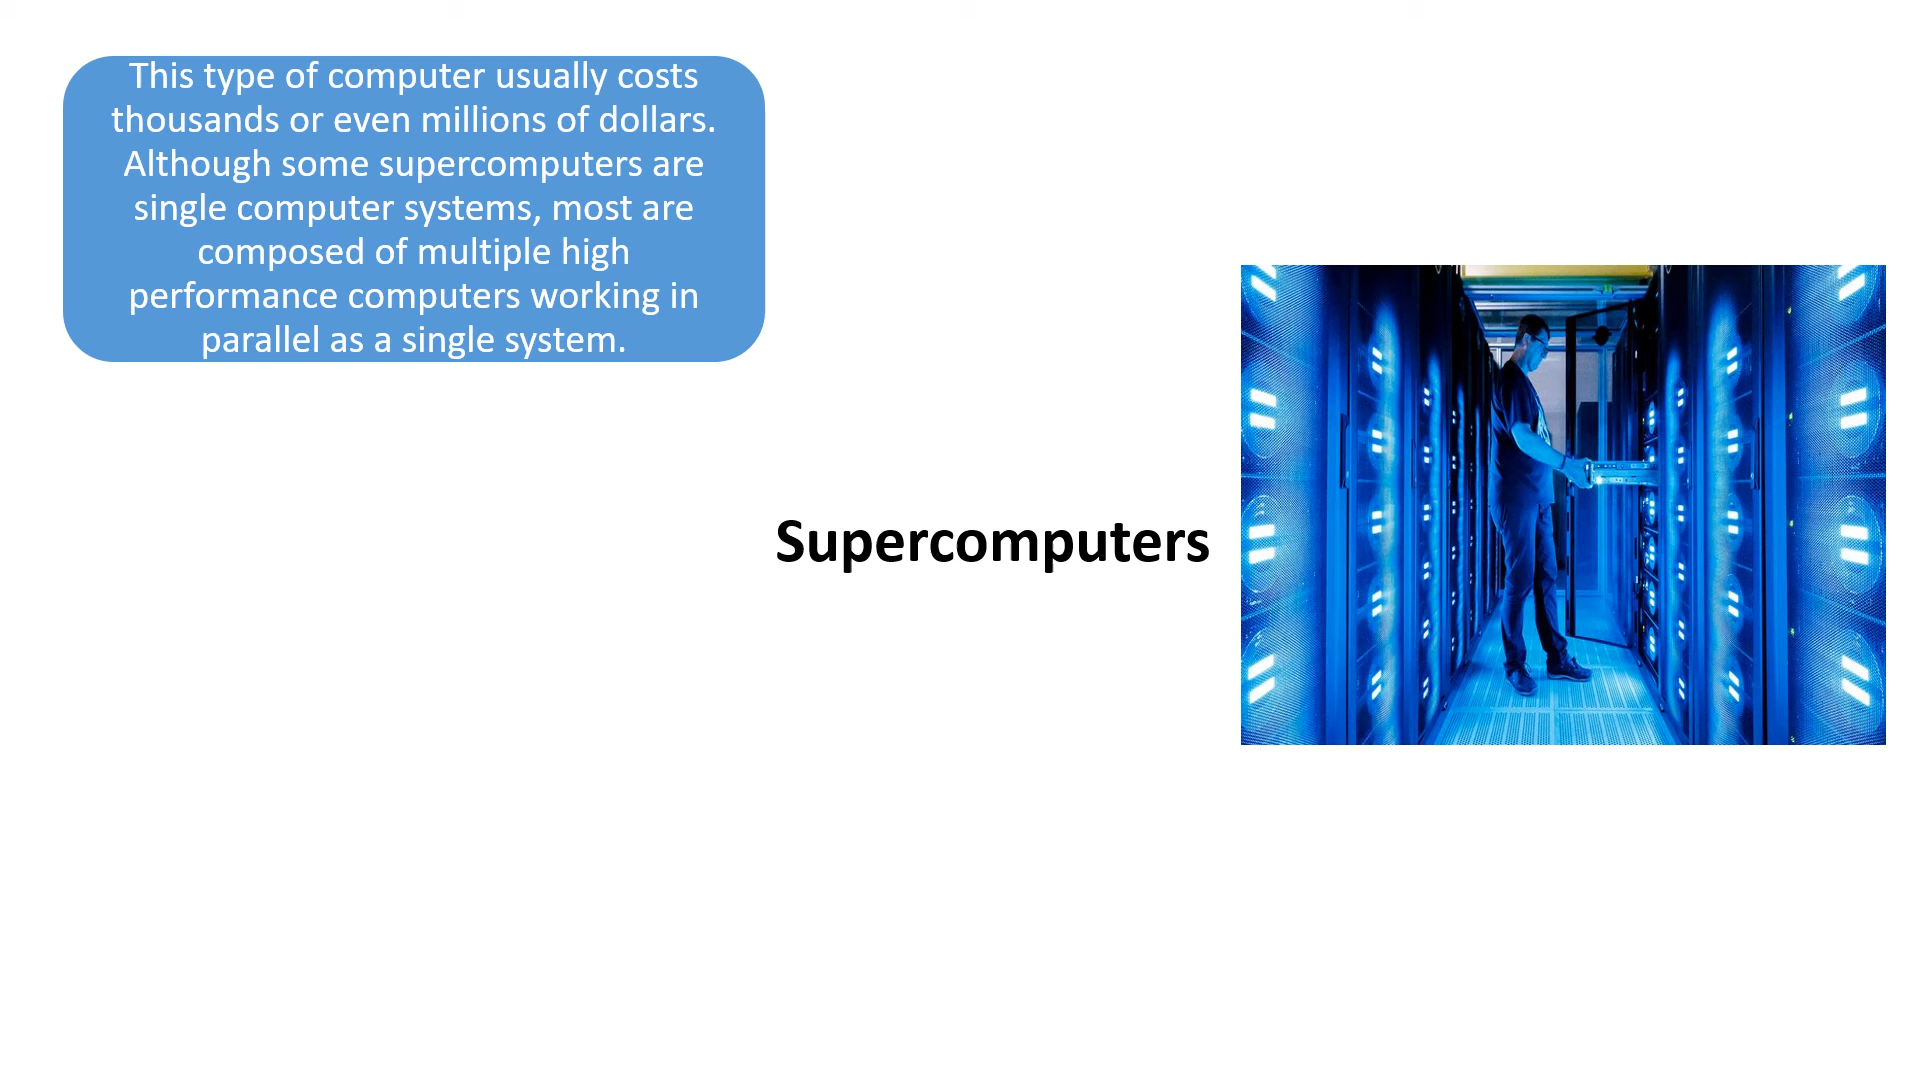 This type of computer usually costs
thousands or even millions of dollars.
Although some supercomputers are
single computer systems, most are
composed of multiple high
performance computers working in
parallel as a single system.
Supercomputers